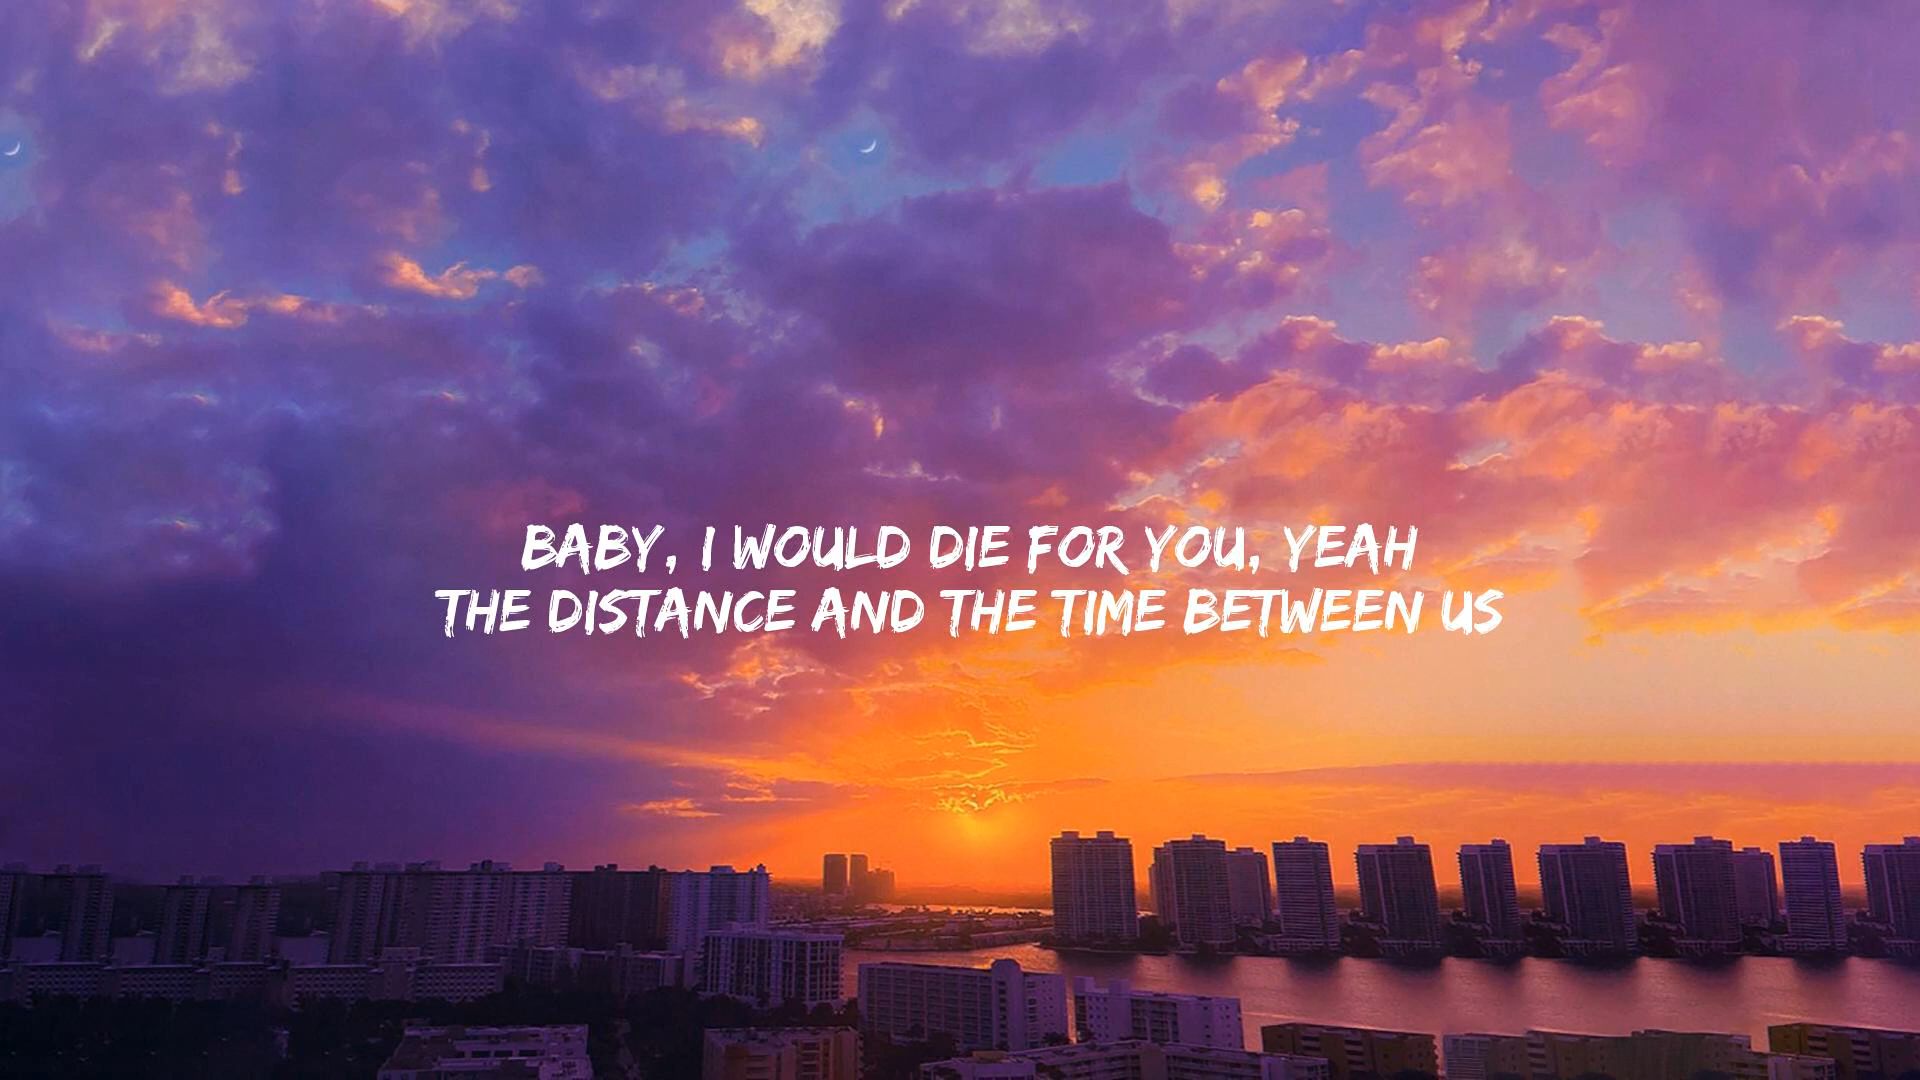 BABY, I WOULD DIE FOR YOU, YEAH
THE DISTANCE AND THE TIME BETWEEN US